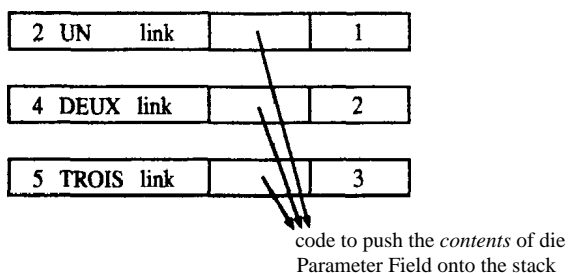 2 UN link 1
4 DEUX link 2
5 TROIS link 3
code to push the contents of die
Parameter Field onto the stack